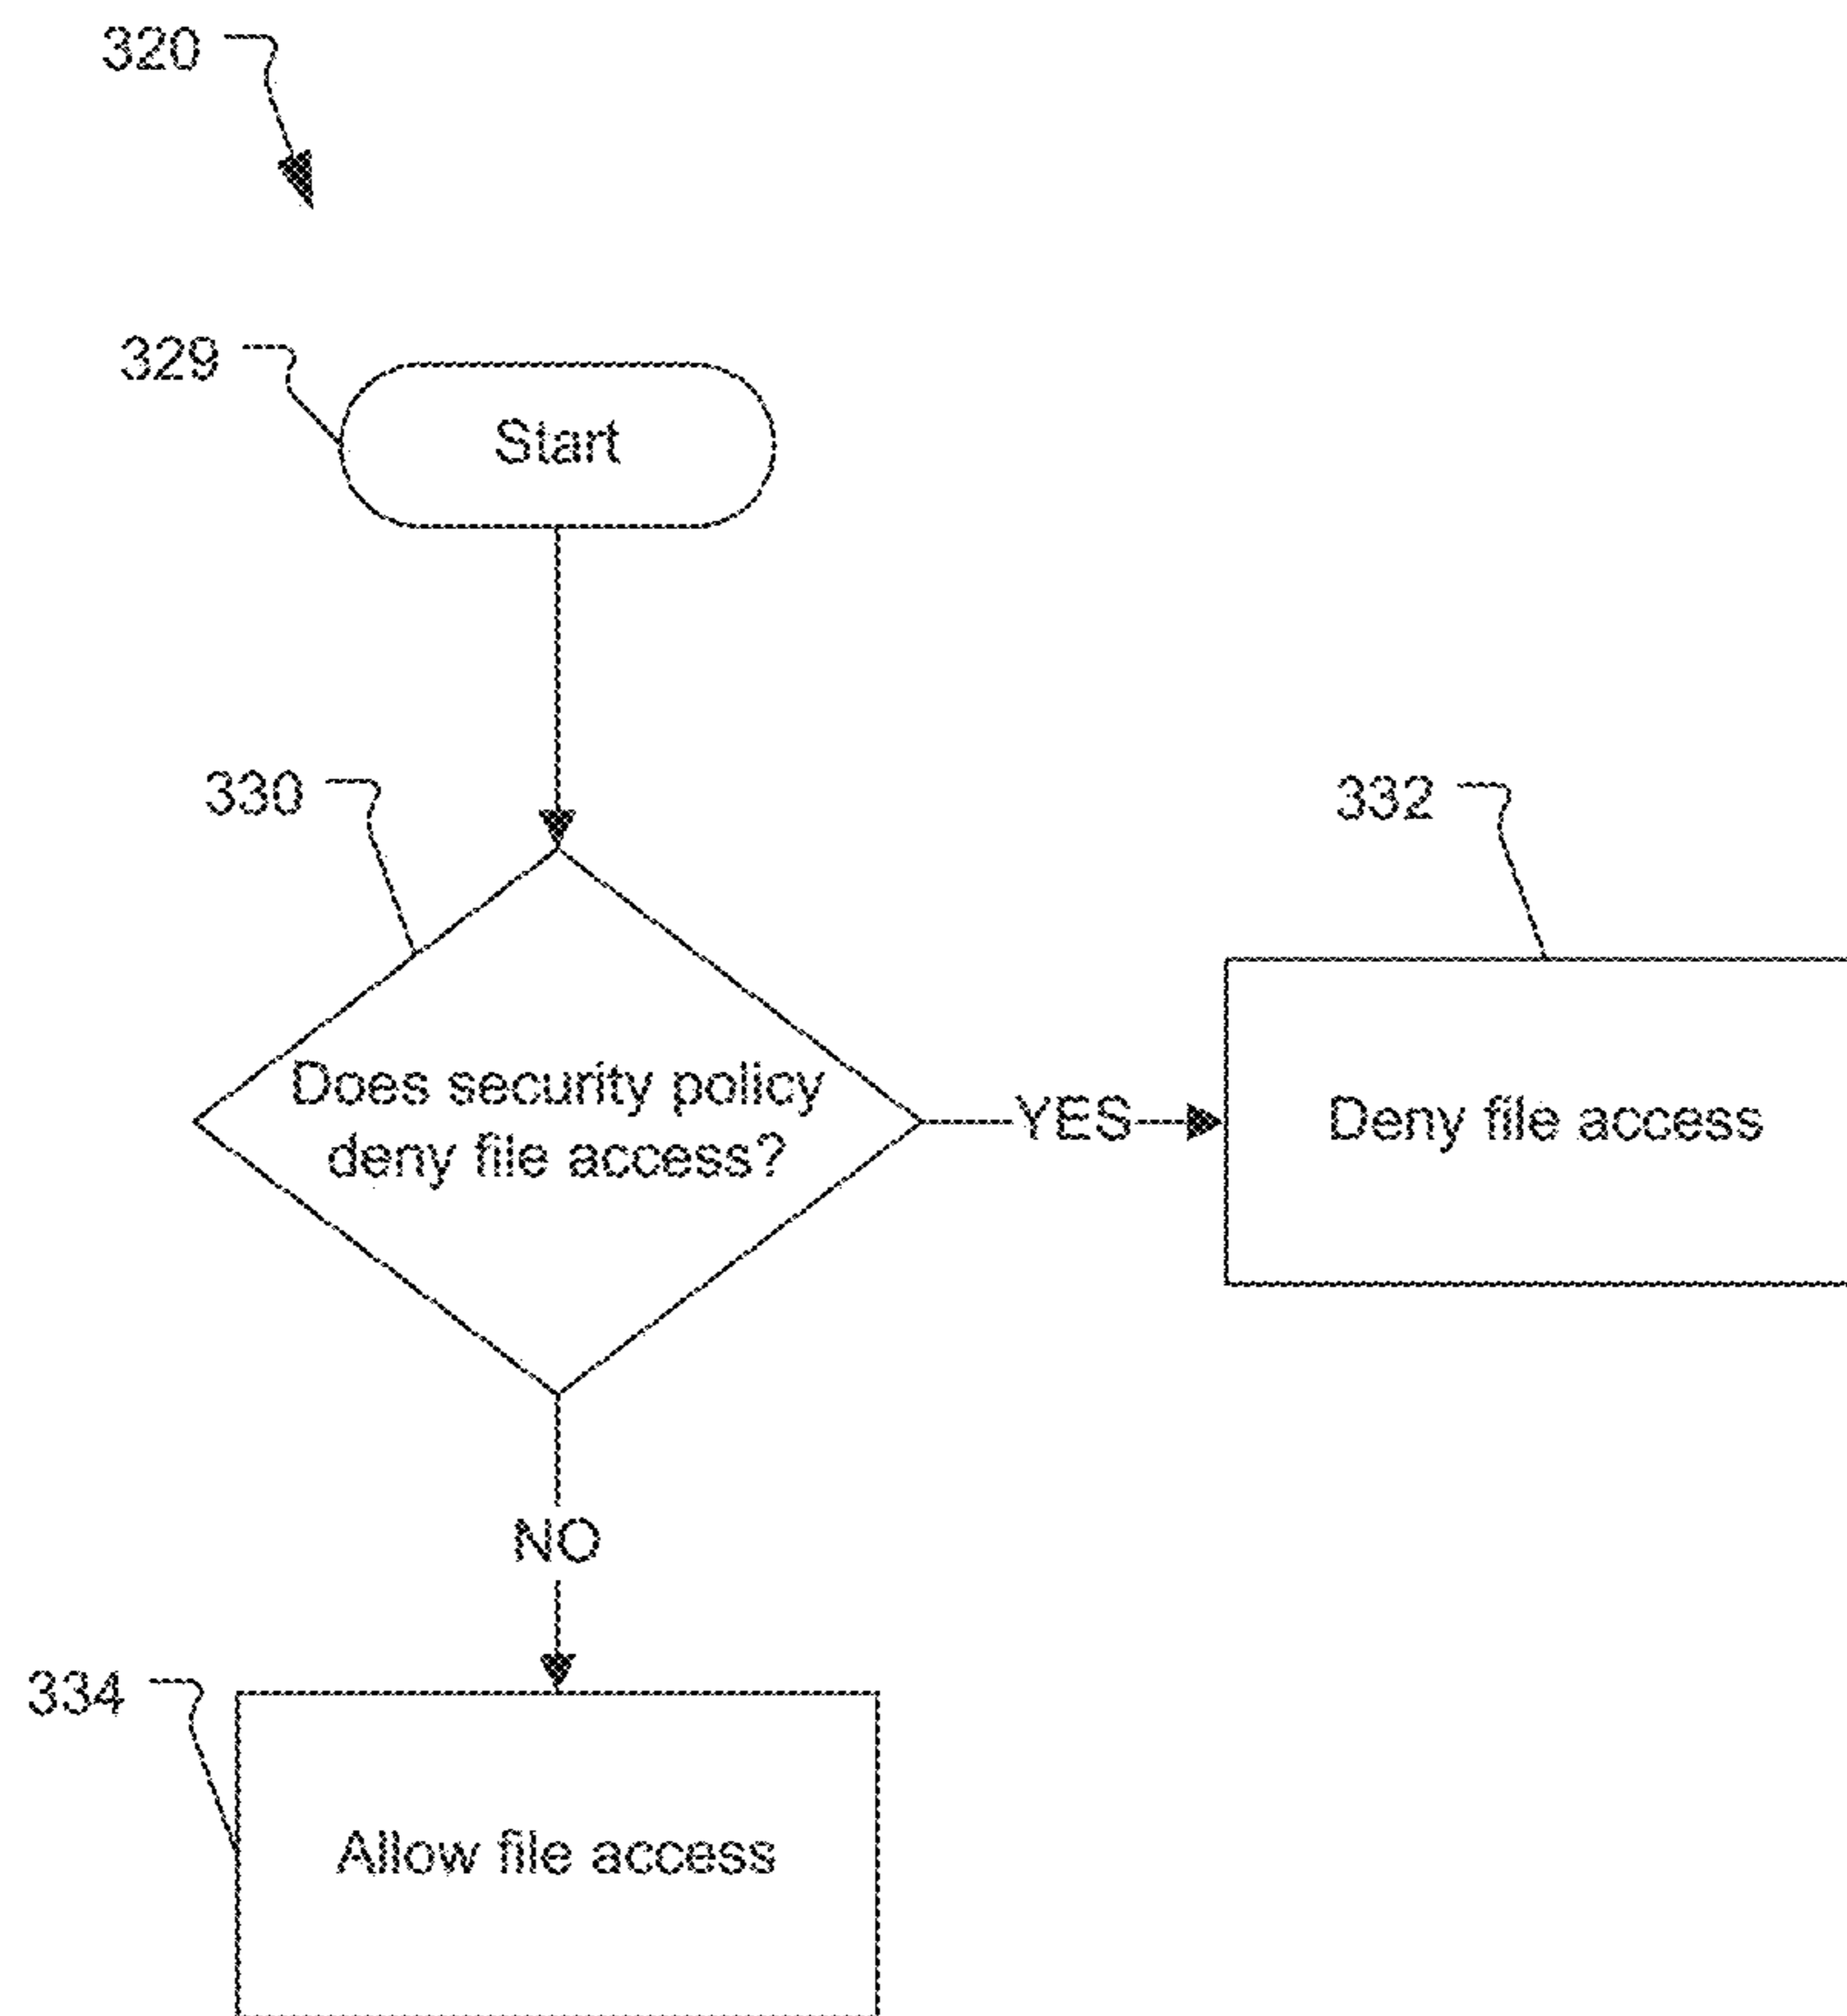 320
329
Start
330
332
Does security policy
deny file access?
YES
Deny file access
NO
334
Allow file access